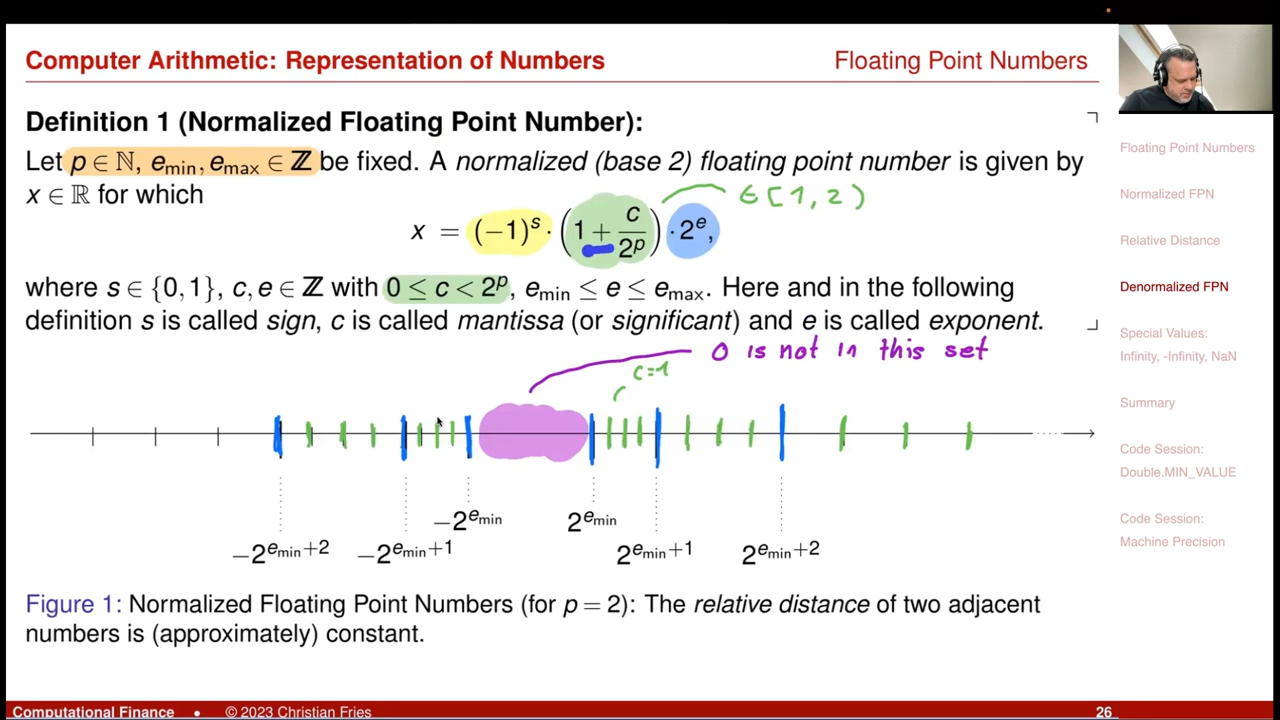 Computer Arithmetic: Representation of Numbers
Floating Point Numbers
Definition 1 (Normalized Floating Point Number):
Let p ∈ ℕ, e_min, e_max ∈ ℤ be fixed. A normalized (base 2) floating point number is given by
x ∈ ℝ for which
∈ [1, 2)
x = (−1)^s · (1 + c/2^p) · 2^e,
where s ∈ {0, 1}, c, e ∈ ℤ with 0 ≤ c < 2^p, e_min ≤ e ≤ e_max. Here and in the following
definition s is called sign, c is called mantissa (or significant) and e is called exponent.
0 is not in this set
c=1
−2^{e_min} 2^{e_min}
−2^{e_min+2} −2^{e_min+1} 2^{e_min+1} 2^{e_min+2}
Figure 1: Normalized Floating Point Numbers (for p = 2): The relative distance of two adjacent
numbers is (approximately) constant.
Computational Finance • © 2023 Christian Fries 26
Floating Point Numbers
Normalized FPN
Relative Distance
Denormalized FPN
Special Values:
Infinity, -Infinity, NaN
Summary
Code Session:
Double.MIN_VALUE
Code Session:
Machine Precision